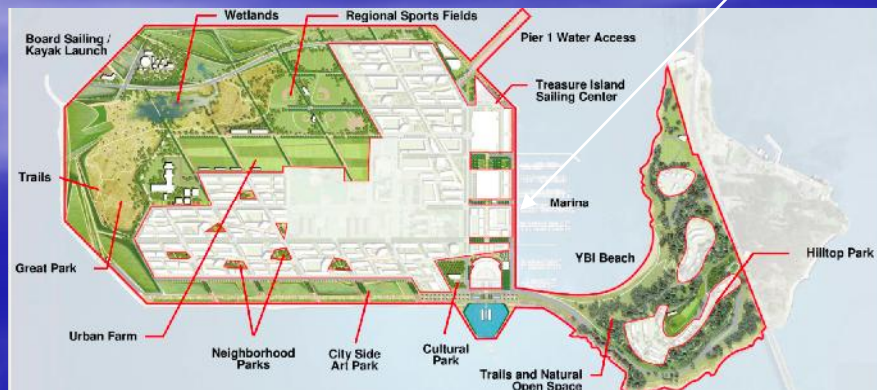 Wetlands
Regional Sports Fields
Board Sailing /
Kayak Launch
Pier 1 Water Access
Treasure Island
Sailing Center
Trails
Marina
YBI Beach
Hilltop Park
Great Park
Urban Farm
Neighborhood
Parks
City Side
Art Park
Cultural
Park
Trails and Natural
Open Space